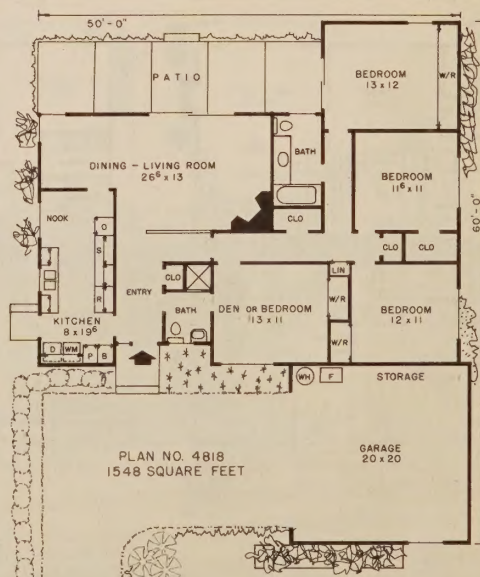 50'-0"
PATIO
BEDROOM
13 x 12
W/R
DINING - LIVING ROOM
26⁶ x 13
BATH
BEDROOM
11⁶ x 11
60'-0"
NOOK
CLO
O
S
CLO
CLO
R
ENTRY
CLO
LIN
W/R
BATH
DEN OR BEDROOM
13 x 11
BEDROOM
12 x 11
KITCHEN
8 x 19⁶
W/R
D
WM
P
B
WH
F
STORAGE
PLAN NO. 4818
1548 SQUARE FEET
GARAGE
20 x 20